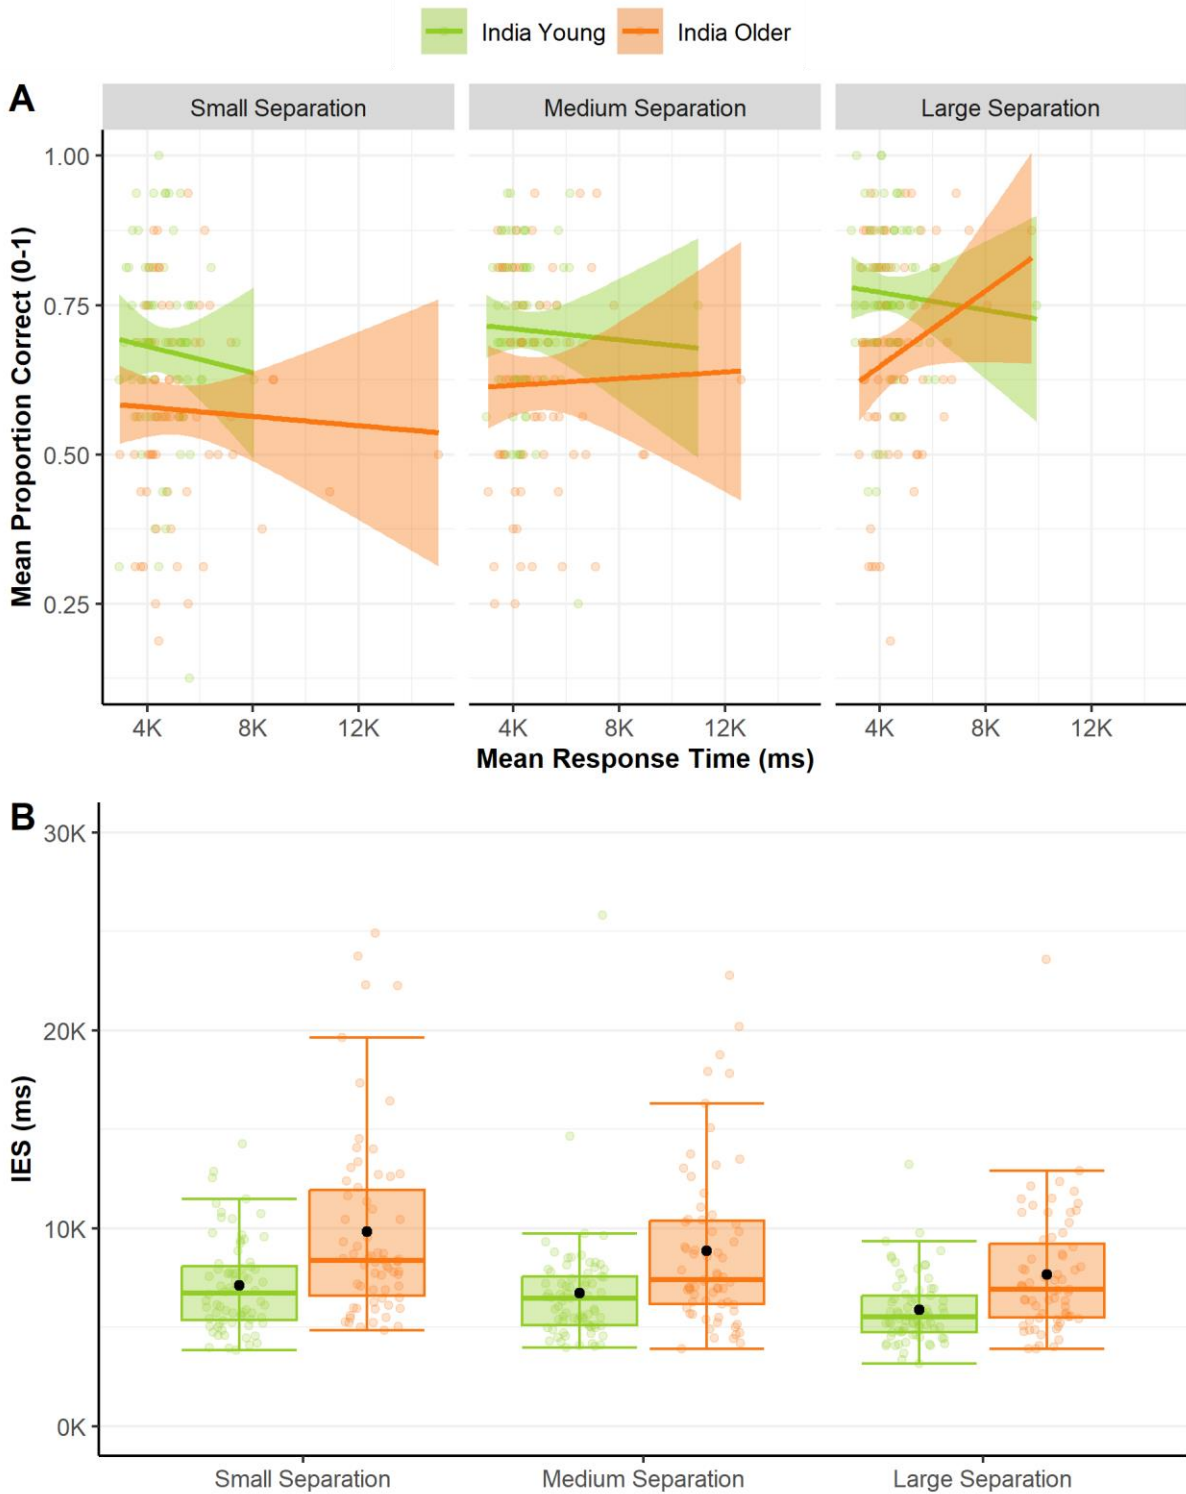 India Young India Older
A
Small Separation Medium Separation Large Separation
Mean Proportion Correct (0-1)
1.00
0.75
0.50
0.25
4K 8K 12K 4K 8K 12K 4K 8K 12K
Mean Response Time (ms)
B
IES (ms)
30K
20K
10K
0K
Small Separation Medium Separation Large Separation